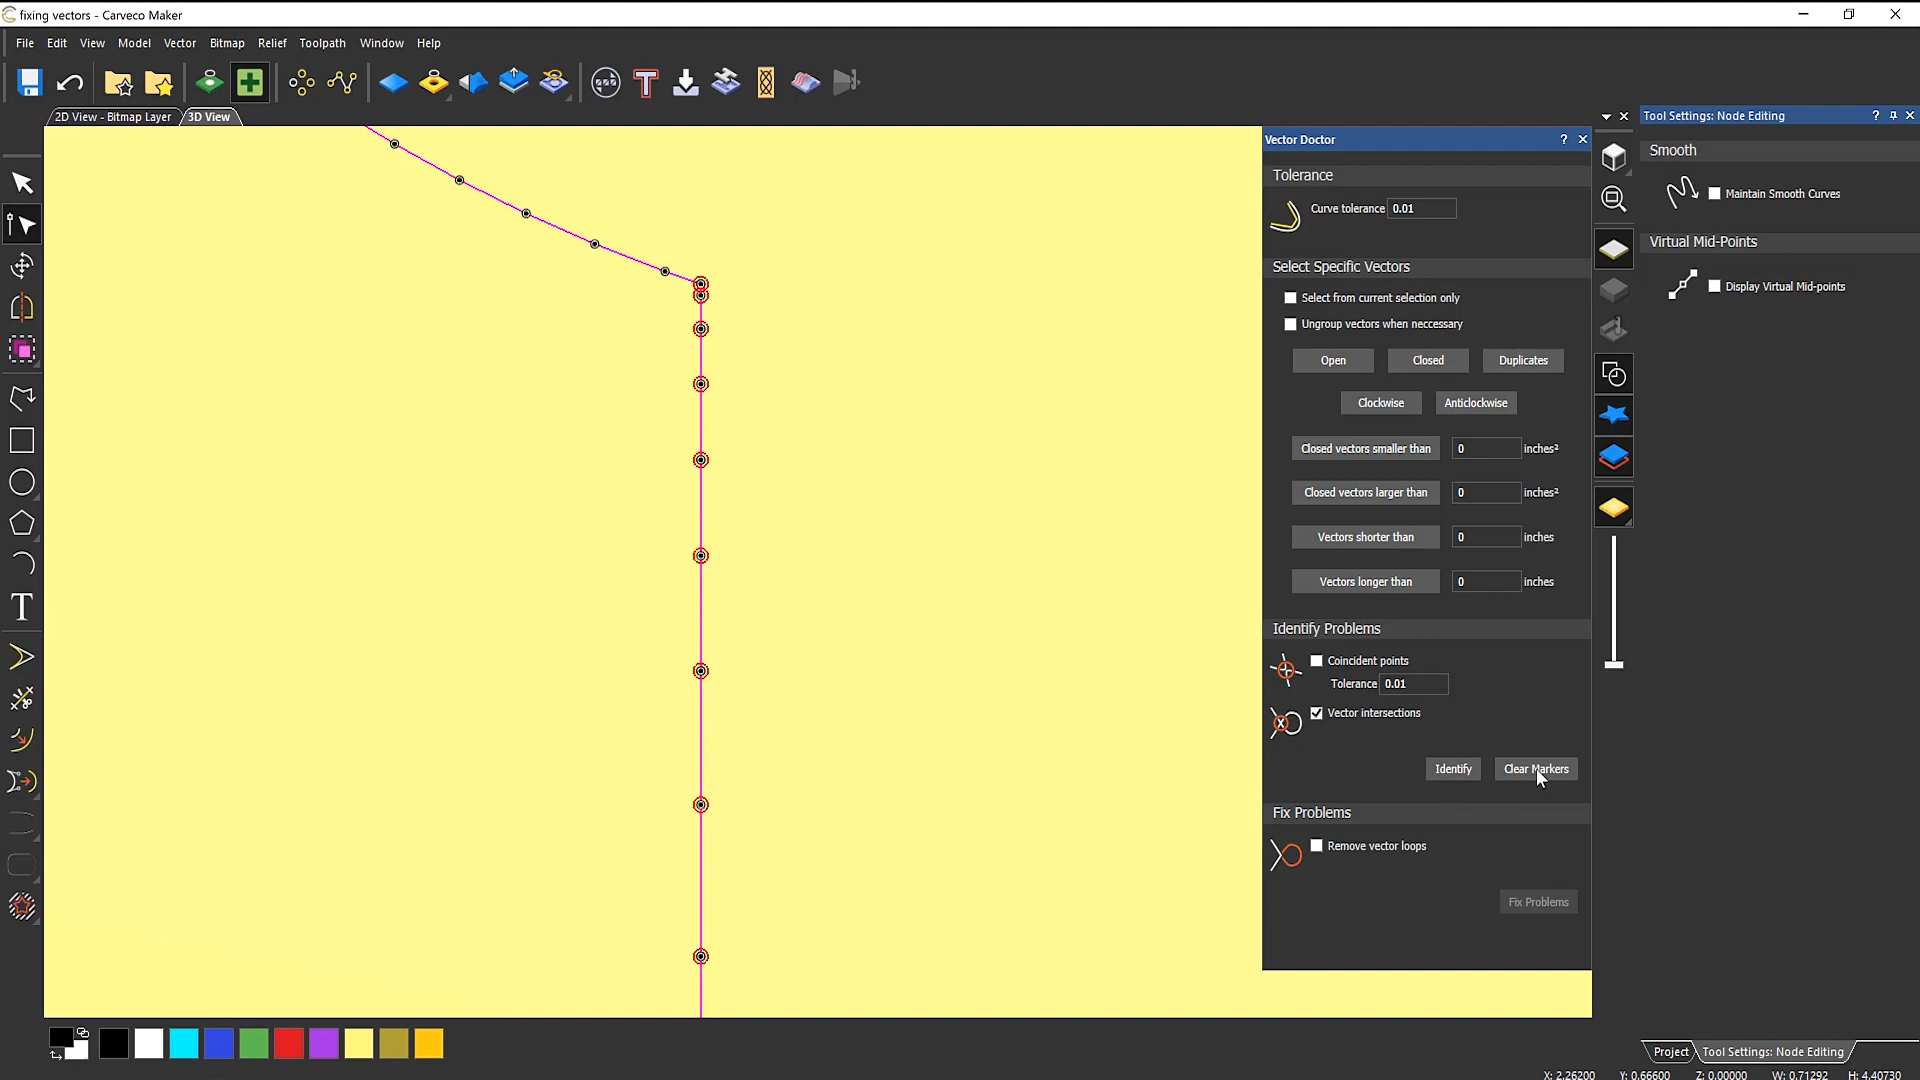 fixing vectors - Carveco Maker
File Edit View Model Vector Bitmap Relief Toolpath Window Help
2D View - Bitmap Layer 3D View
Vector Doctor ?
Tolerance
Curve tolerance 0.01
Select Specific Vectors
Select from current selection only
Ungroup vectors when neccessary
Open Closed Duplicates
Clockwise Anticlockwise
Closed vectors smaller than 0 inches²
Closed vectors larger than 0 inches²
Vectors shorter than 0 inches
Vectors longer than 0 inches
Identify Problems
Coincident points
Tolerance 0.01
Vector intersections
Identify Clear Markers
Fix Problems
Remove vector loops
Fix Problems
Tool Settings: Node Editing ?
Smooth
Maintain Smooth Curves
Virtual Mid-Points
Display Virtual Mid-points
Project Tool Settings: Node Editing
X: 2.26200 Y: 0.66600 Z: 0.00000 W: 0.71292 H: 4.40730